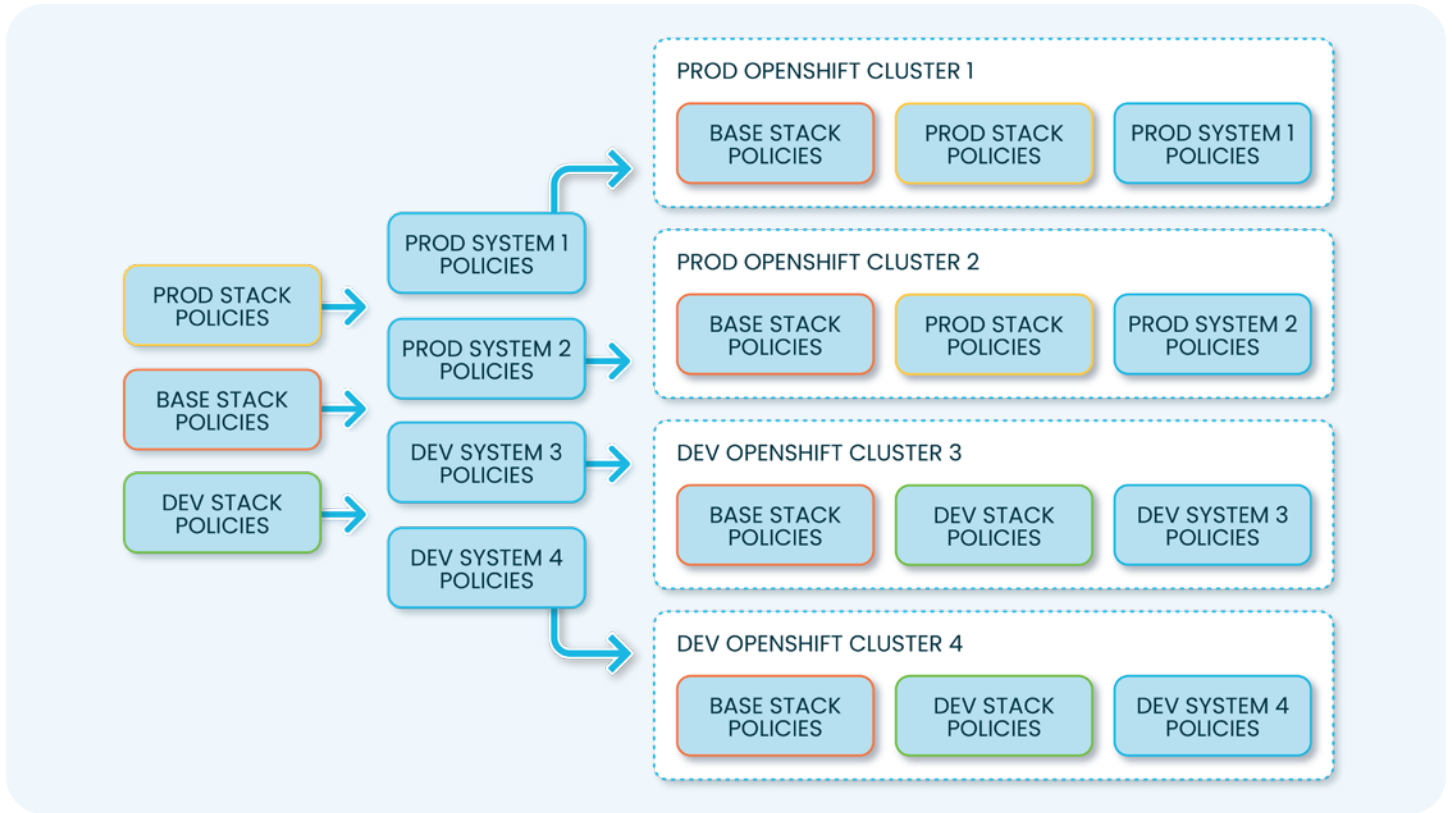 PROD STACK
POLICIES
BASE STACK
POLICIES
DEV STACK
POLICIES
PROD SYSTEM 1
POLICIES
PROD SYSTEM 2
POLICIES
DEV SYSTEM 3
POLICIES
DEV SYSTEM 4
POLICIES
PROD OPENSHIFT CLUSTER 1
BASE STACK
POLICIES
PROD STACK
POLICIES
PROD SYSTEM 1
POLICIES
PROD OPENSHIFT CLUSTER 2
BASE STACK
POLICIES
PROD STACK
POLICIES
PROD SYSTEM 2
POLICIES
DEV OPENSHIFT CLUSTER 3
BASE STACK
POLICIES
DEV STACK
POLICIES
DEV SYSTEM 3
POLICIES
DEV OPENSHIFT CLUSTER 4
BASE STACK
POLICIES
DEV STACK
POLICIES
DEV SYSTEM 4
POLICIES